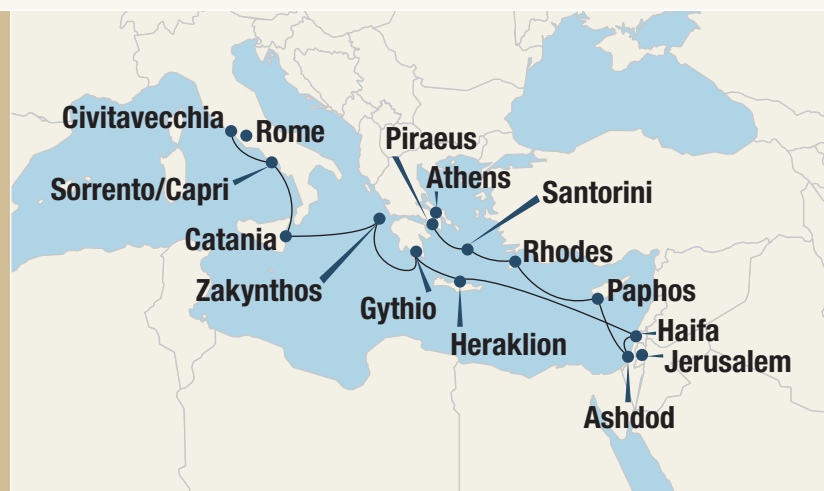 Civitavecchia
Rome
Piraeus
Athens
Sorrento/Capri
Santorini
Catania
Rhodes
Zakynthos
Gythio
Paphos
Heraklion
Haifa
Jerusalem
Ashdod